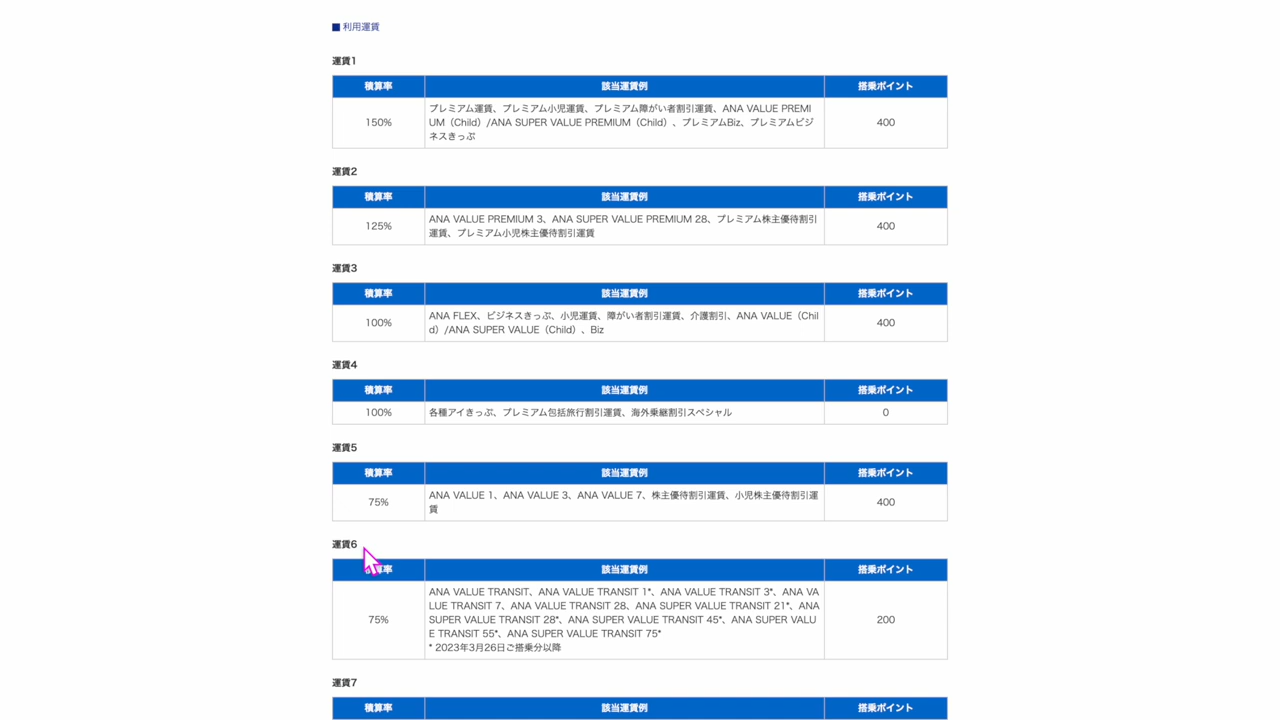 ■ 利用運賃
運賃1
積算率 該当運賃例 搭乗ポイント
プレミアム運賃、プレミアム小児運賃、プレミアム障がい者割引運賃、ANA VALUE PREMI
150% UM（Child）/ANA SUPER VALUE PREMIUM（Child）、プレミアムBiz、プレミアムビジ 400
ネスきっぷ
運賃2
積算率 該当運賃例 搭乗ポイント
125% ANA VALUE PREMIUM 3、ANA SUPER VALUE PREMIUM 28、プレミアム株主優待割引 400
運賃、プレミアム小児株主優待割引運賃
運賃3
積算率 該当運賃例 搭乗ポイント
100% ANA FLEX、ビジネスきっぷ、小児運賃、障がい者割引運賃、介護割引、ANA VALUE（Chil 400
d）/ANA SUPER VALUE（Child）、Biz
運賃4
積算率 該当運賃例 搭乗ポイント
100% 各種アイきっぷ、プレミアム包括旅行割引運賃、海外乗継割引スペシャル 0
運賃5
積算率 該当運賃例 搭乗ポイント
75% ANA VALUE 1、ANA VALUE 3、ANA VALUE 7、株主優待割引運賃、小児株主優待割引運 400
賃
運賃6
率 該当運賃例 搭乗ポイント
ANA VALUE TRANSIT、ANA VALUE TRANSIT 1*、ANA VALUE TRANSIT 3*、ANA VA
LUE TRANSIT 7、ANA VALUE TRANSIT 28、ANA SUPER VALUE TRANSIT 21*、ANA
75% SUPER VALUE TRANSIT 28*、ANA SUPER VALUE TRANSIT 45*、ANA SUPER VALU 200
E TRANSIT 55*、ANA SUPER VALUE TRANSIT 75*
* 2023年3月26日ご搭乗分以降
運賃7
積算率 該当運賃例 搭乗ポイント